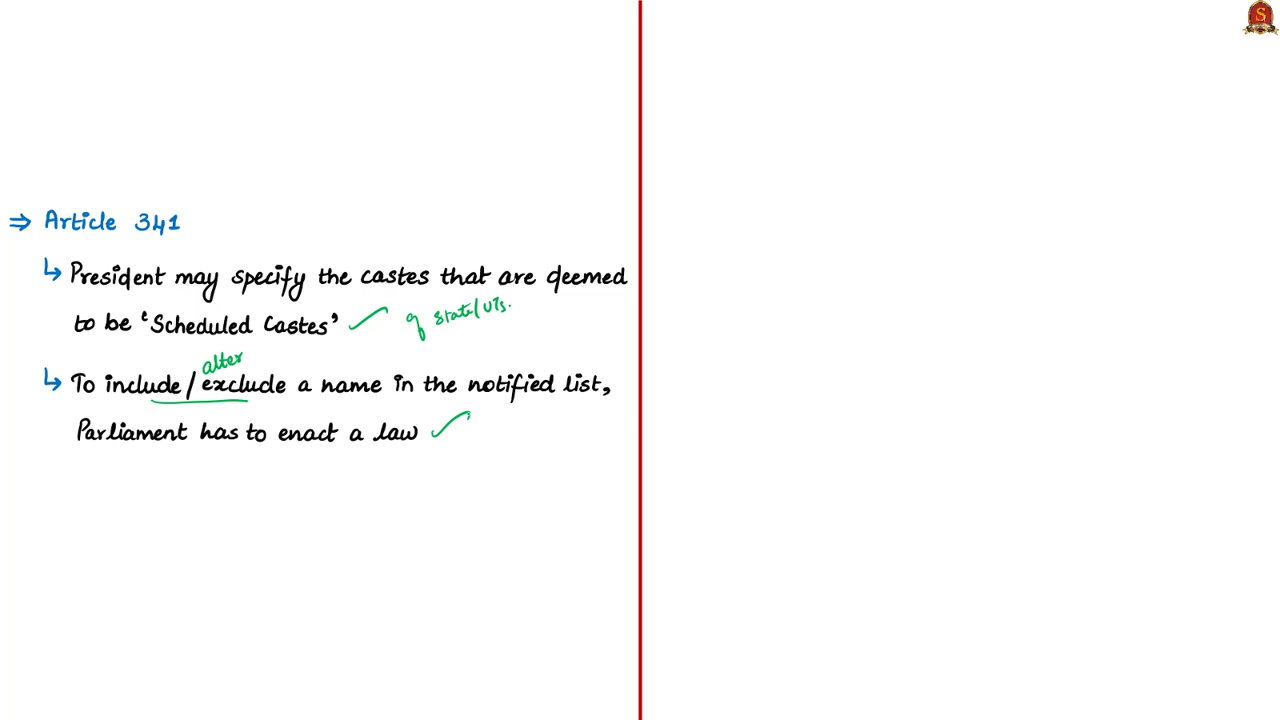 ⇒ Article 341
↳ President may specify the castes that are deemed
to be 'Scheduled Castes' ✓ of State/UTs.
alter
↳ To include/exclude a name in the notified list,
Parliament has to enact a law ✓
S